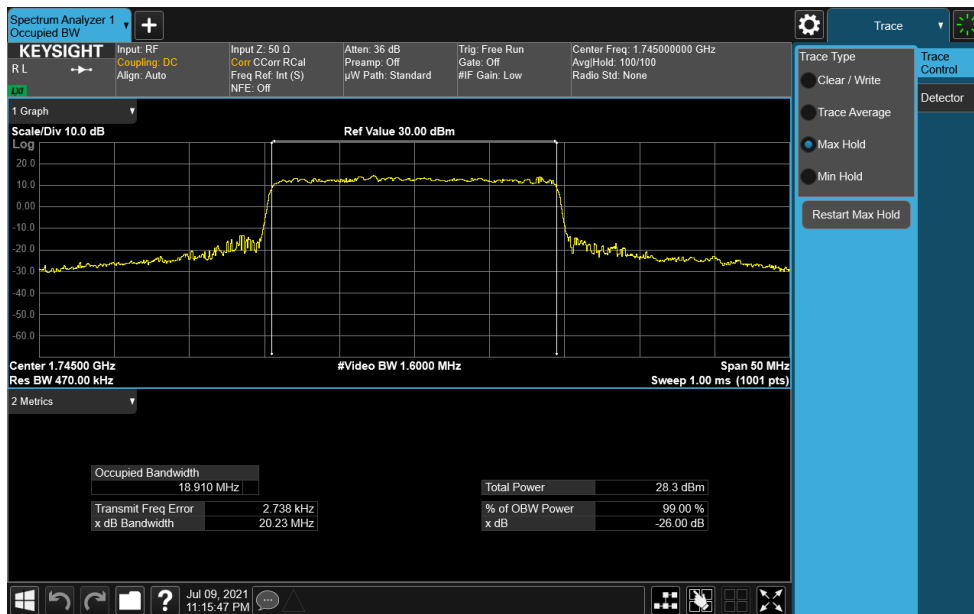 Spectrum Analyzer 1
Occupied BW
Trace
KEYSIGHT
R L
LXI
Input: RF
Coupling: DC
Align: Auto
Input Z: 50 Ω
Corr CCorr RCal
Freq Ref: Int (S)
NFE: Off
Atten: 36 dB
Preamp: Off
µW Path: Standard
Trig: Free Run
Gate: Off
#IF Gain: Low
Center Freq: 1.745000000 GHz
Avg|Hold: 100/100
Radio Std: None
Trace Type
Clear / Write
Trace Average
Max Hold
Min Hold
Restart Max Hold
Trace
Control
Detector
1 Graph
Scale/Div 10.0 dB
Ref Value 30.00 dBm
Log
20.0
10.0
0.00
-10.0
-20.0
-30.0
-40.0
-50.0
-60.0
Center 1.74500 GHz
#Video BW 1.6000 MHz
Span 50 MHz
Res BW 470.00 kHz
Sweep 1.00 ms (1001 pts)
2 Metrics
Occupied Bandwidth
18.910 MHz
Total Power 28.3 dBm
Transmit Freq Error 2.738 kHz
% of OBW Power 99.00 %
x dB Bandwidth 20.23 MHz
x dB -26.00 dB
?
Jul 09, 2021
11:15:47 PM